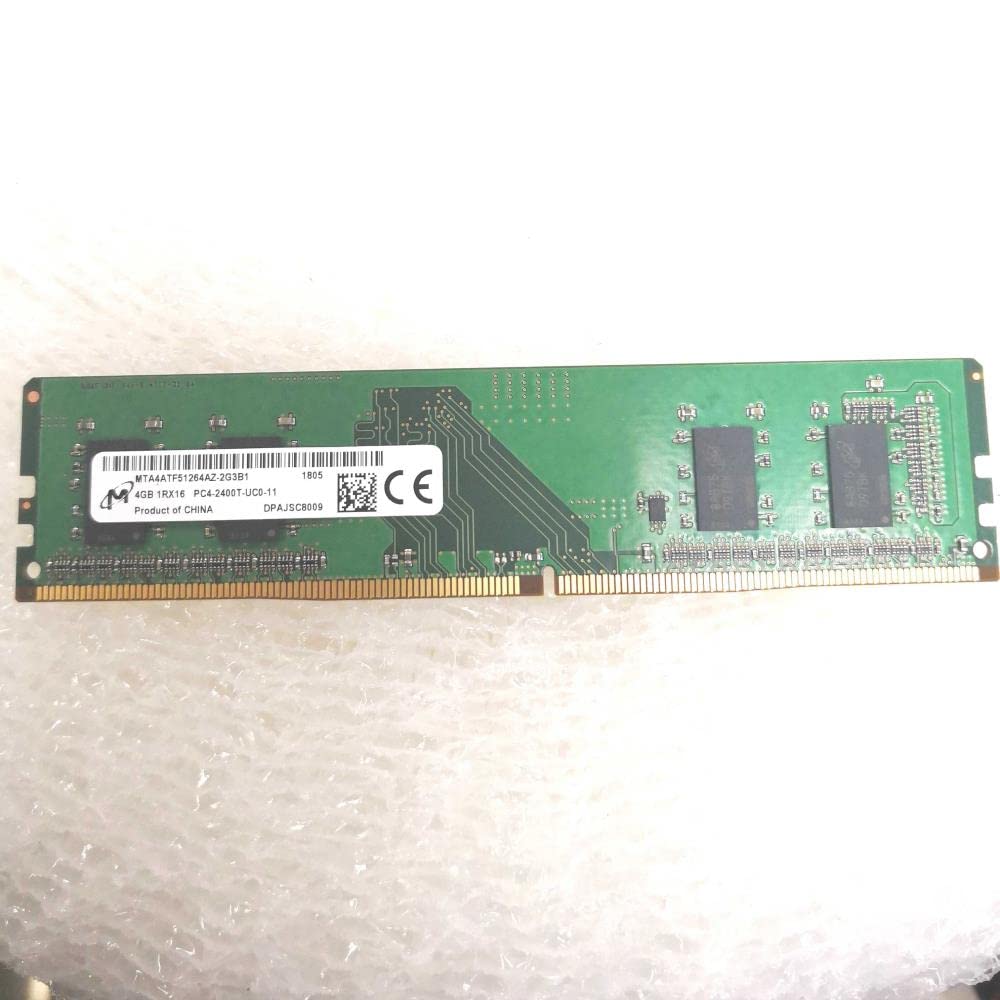 MTA4ATF51264AZ-2G3B1 1805
4GB 1RX16 PC4-2400T-UC0-11
Product of CHINA DPAJSC8009
CE